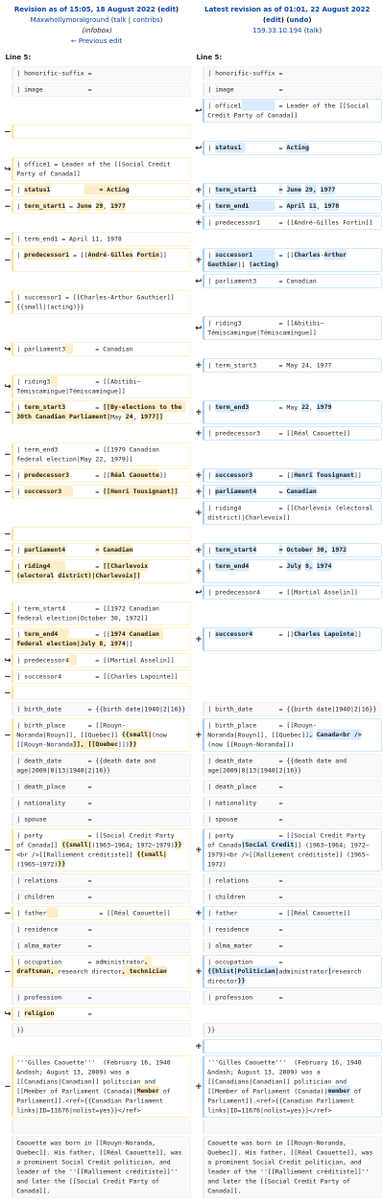 Revision as of 15:05, 18 August 2022 (edit)
Maxwhollymoralground (talk | contribs)
(infobox)
← Previous edit
Line 5:
| honorific-suffix =
| image =
| office1 = Leader of the [[Social Credit
Party of Canada]]
| status1 = Acting
| term_start1 = June 29, 1977
| term_end1 = April 11, 1978
| predecessor1 = [[André-Gilles Fortin]]
| successor1 = [[Charles-Arthur Gauthier]]
{{small|(acting)}}
| parliament3 = Canadian
| riding3 = [[Abitibi—
Témiscamingue|Témiscamingue]]
| term_start3 = [[By-elections to the
30th Canadian Parliament|May 24, 1977]]
| term_end3 = [[1979 Canadian
federal election|May 22, 1979]]
| predecessor3 = [[Réal Caouette]]
| successor3 = [[Henri Tousignant]]
| parliament4 = Canadian
| riding4 = [[Charlevoix
(electoral district)|Charlevoix]]
| term_start4 = [[1972 Canadian
federal election|October 30, 1972]]
| term_end4 = [[1974 Canadian
federal election|July 8, 1974]]
| predecessor4 = [[Martial Asselin]]
| successor4 = [[Charles Lapointe]]
| birth_date = {{birth date|1940|2|16}}
| birth_place = [[Rouyn-
Noranda|Rouyn]], [[Quebec]] {{small|(now
[[Rouyn-Noranda]], [[Quebec]])}}
| death_date = {{death date and
age|2009|8|13|1940|2|16}}
| death_place =
| nationality =
| spouse =
| party = [[Social Credit Party
of Canada]] {{small|(1963–1964; 1972–1979)}}
<br />[[Ralliement créditiste]] {{small|
(1965–1972)}}
| relations =
| children =
| father = [[Réal Caouette]]
| residence =
| alma_mater =
| occupation = administrator,
draftsman, research director, technician
| profession =
| religion =
}}
'''Gilles Caouette''' (February 16, 1940
&ndash; August 13, 2009) was a
[[Canadians|Canadian]] politician and
[[Member of Parliament (Canada)|Member of
Parliament]].<ref>{{Canadian Parliament
links|ID=11676|nolist=yes}}</ref>
Caouette was born in [[Rouyn-Noranda,
Quebec]]. His father, [[Réal Caouette]], was
a prominent Social Credit politician, and
leader of the ''[[Ralliement créditiste]]''
and later the [[Social Credit Party of
Canada]].
Latest revision as of 01:01, 22 August 2022
(edit) (undo)
159.33.10.194 (talk)
Line 5:
| honorific-suffix =
| image =
| office1 = Leader of the [[Social
Credit Party of Canada]]
| status1 = Acting
| term_start1 = June 29, 1977
| term_end1 = April 11, 1978
| predecessor1 = [[André-Gilles Fortin]]
| successor1 = [[Charles-Arthur
Gauthier]] (acting)
| parliament3 = Canadian
| riding3 = [[Abitibi—
Témiscamingue|Témiscamingue]]
| term_start3 = May 24, 1977
| term_end3 = May 22, 1979
| predecessor3 = [[Réal Caouette]]
| successor3 = [[Henri Tousignant]]
| parliament4 = Canadian
| riding4 = [[Charlevoix (electoral
district)|Charlevoix]]
| term_start4 = October 30, 1972
| term_end4 = July 8, 1974
| predecessor4 = [[Martial Asselin]]
| successor4 = [[Charles Lapointe]]
| birth_date = {{birth date|1940|2|16}}
| birth_place = [[Rouyn-
Noranda|Rouyn]], [[Quebec]], Canada<br />
(now [[Rouyn-Noranda]])
| death_date = {{death date and
age|2009|8|13|1940|2|16}}
| death_place =
| nationality =
| spouse =
| party = [[Social Credit Party
of Canada|Social Credit]] (1963–1964; 1972–
1979)<br />[[Ralliement créditiste]] (1965–
1972)
| relations =
| children =
| father = [[Réal Caouette]]
| residence =
| alma_mater =
| occupation =
{{hlist|Politician|administrator|research
director}}
| profession =
}}
'''Gilles Caouette''' (February 16, 1940
&ndash; August 13, 2009) was a
[[Canadians|Canadian]] politician and
[[Member of Parliament (Canada)|member of
Parliament]].<ref>{{Canadian Parliament
links|ID=11676|nolist=yes}}</ref>
Caouette was born in [[Rouyn-Noranda,
Quebec]]. His father, [[Réal Caouette]], was
a prominent Social Credit politician, and
leader of the ''[[Ralliement créditiste]]''
and later the [[Social Credit Party of
Canada]].